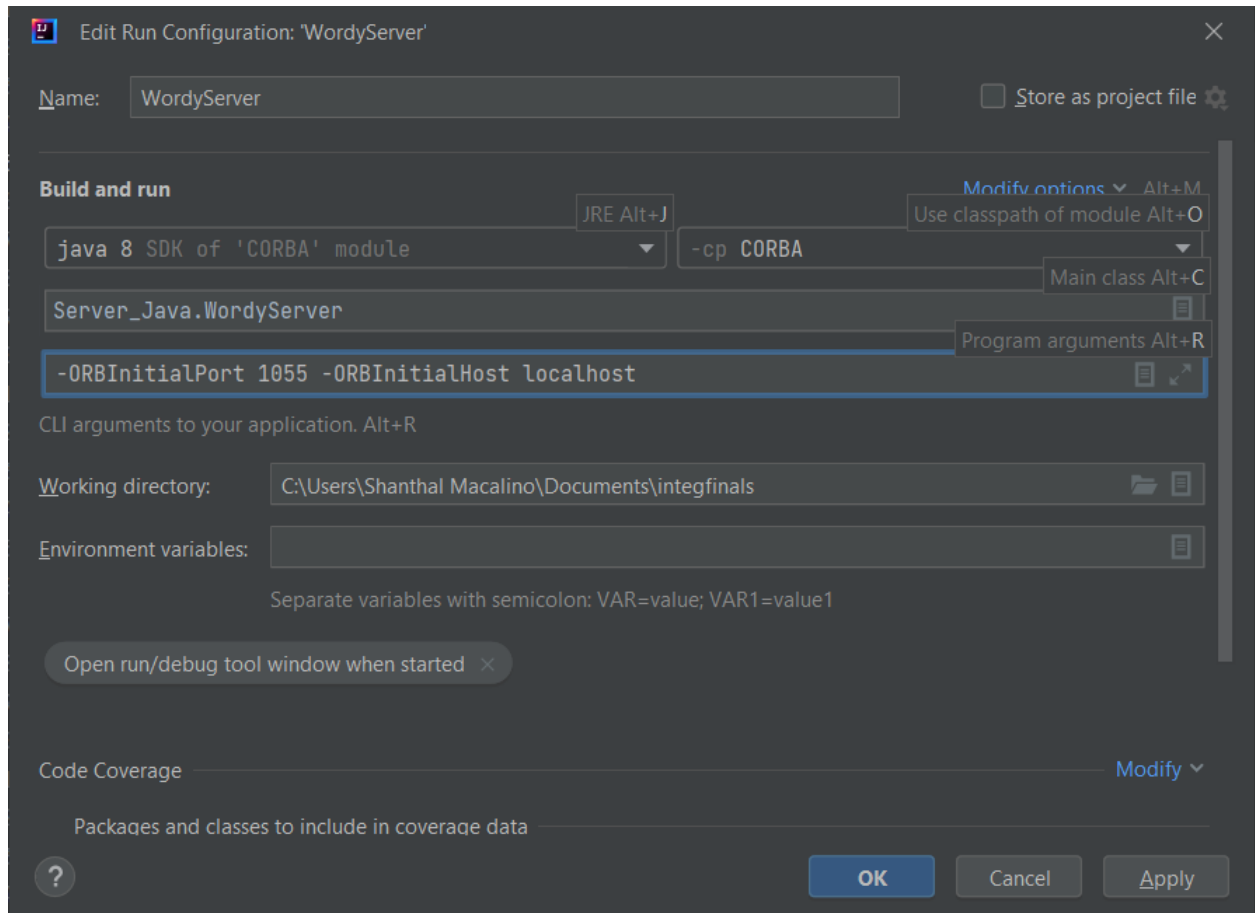 Edit Run Configuration: 'WordyServer'
Name: WordyServer Store as project file
Build and run Modify options Alt+M
JRE Alt+J Use classpath of module Alt+O
java 8 SDK of 'CORBA' module -cp CORBA
Main class Alt+C
Server_Java.WordyServer
Program arguments Alt+R
-ORBInitialPort 1055 -ORBInitialHost localhost
CLI arguments to your application. Alt+R
Working directory: C:\Users\Shanthal Macalino\Documents\integfinals
Environment variables:
Separate variables with semicolon: VAR=value; VAR1=value1
Open run/debug tool window when started ×
Code Coverage Modify
Packages and classes to include in coverage data
? OK Cancel Apply